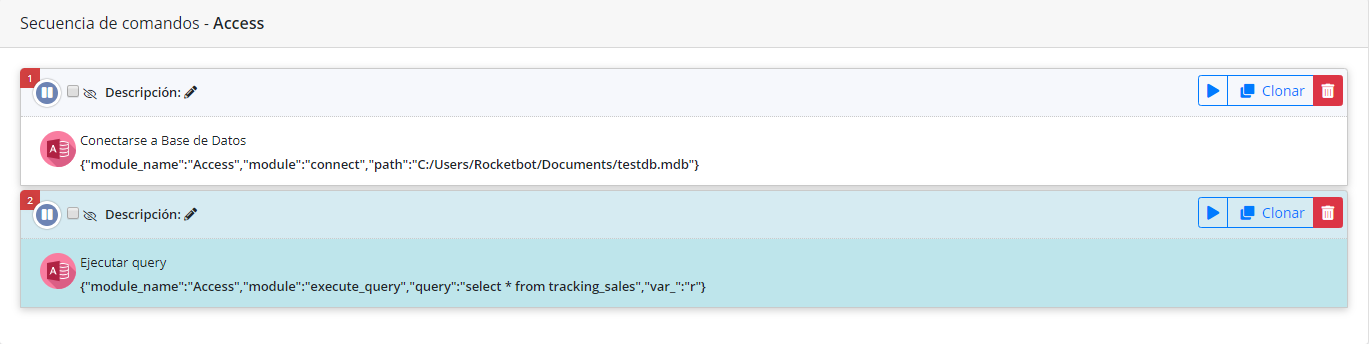 Secuencia de comandos - Access
1
Descripción:
Clonar
Conectarse a Base de Datos
{"module_name":"Access","module":"connect","path":"C:/Users/Rocketbot/Documents/testdb.mdb"}
2
Descripción:
Clonar
Ejecutar query
{"module_name":"Access","module":"execute_query","query":"select * from tracking_sales","var_":"r"}